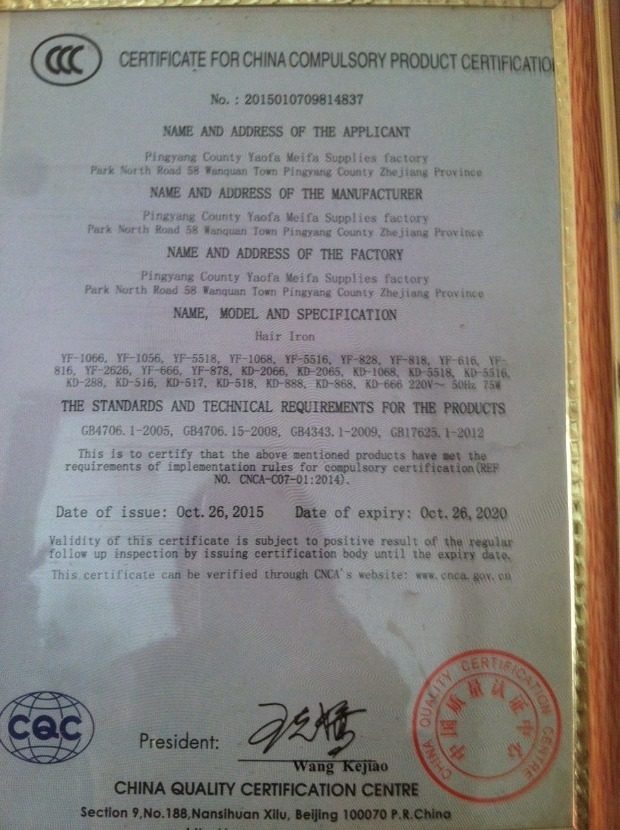 CCC
CERTIFICATE FOR CHINA COMPULSORY PRODUCT CERTIFICATIO
No.: 2015010709814837
NAME AND ADDRESS OF THE APPLICANT
Pingyang County Yaofa Meifa Supplies factory
Park North Road 58 Wanquan Town Pingyang County Zhejiang Province
NAME AND ADDRESS OF THE MANUFACTURER
Pingyang County Yaofa Meifa Supplies factory
Park North Road 58 Wanquan Town Pingyang County Zhejiang Province
NAME AND ADDRESS OF THE FACTORY
Pingyang County Yaofa Meifa Supplies factory
Park North Road 58 Wanquan Town Pingyang County Zhejiang Province
NAME, MODEL AND SPECIFICATION
Hair Iron
YF-1066, YF-1056, YF-5518, YF-1068, YF-5516, YF-828, YF-818, YF-616, YF-
816, YF-2626, YF-666, YF-878, KD-2066, KD-2065, KD-1068, KD-5518, KD-5516,
KD-288, KD-516, KD-517, KD-518, KD-888, KD-868, KD-666 220V~ 50Hz 75W
THE STANDARDS AND TECHNICAL REQUIREMENTS FOR THE PRODUCTS
GB4706.1-2005, GB4706.15-2008, GB4343.1-2009, GB17625.1-2012
This is to certify that the above mentioned products have met the
requirements of implementation rules for compulsory certification(REF
NO. CNCA-C07-01:2014).
Date of issue: Oct. 26, 2015 Date of expiry: Oct. 26, 2020
Validity of this certificate is subject to positive result of the regular
follow up inspection by issuing certification body until the expiry date.
This certificate can be verified through CNCA's website: www.cnca.gov.cn
CHINA QUALITY CERTIFICATION CENTRE
中国质量认证中心
CQC
President:
王克娇
Wang Kejiao
CHINA QUALITY CERTIFICATION CENTRE
Section 9, No.188, Nansihuan Xilu, Beijing 100070 P.R.China